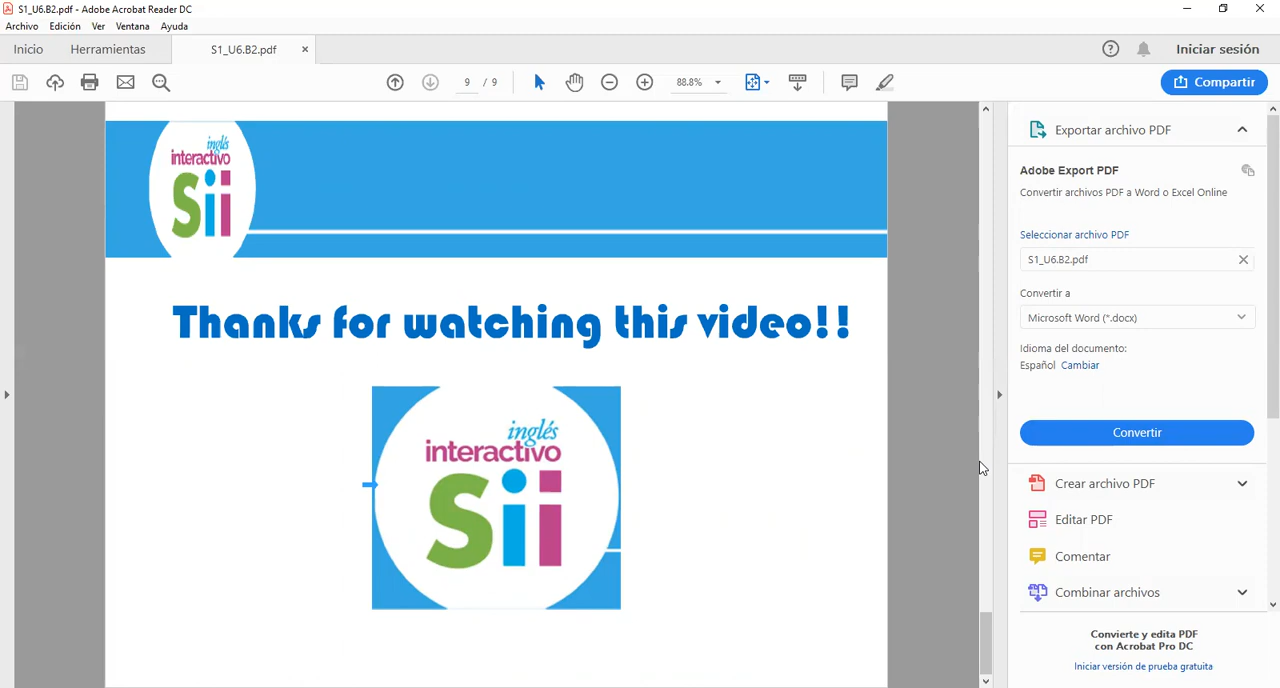 S1_U6.B2.pdf - Adobe Acrobat Reader DC
Archivo Edición Ver Ventana Ayuda
Inicio Herramientas S1_U6.B2.pdf Iniciar sesión
9 / 9 88.8% Compartir
inglés
interactivo
Sii
Thanks for watching this video!!
inglés
interactivo
Sii
Exportar archivo PDF
Adobe Export PDF
Convertir archivos PDF a Word o Excel Online
Seleccionar archivo PDF
S1_U6.B2.pdf
Convertir a
Microsoft Word (*.docx)
Idioma del documento:
Español Cambiar
Convertir
Crear archivo PDF
Editar PDF
Comentar
Combinar archivos
Convierte y edita PDF
con Acrobat Pro DC
Iniciar versión de prueba gratuita